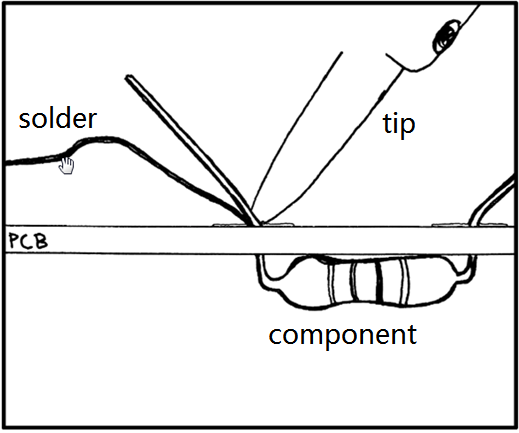 solder
tip
PCB
component